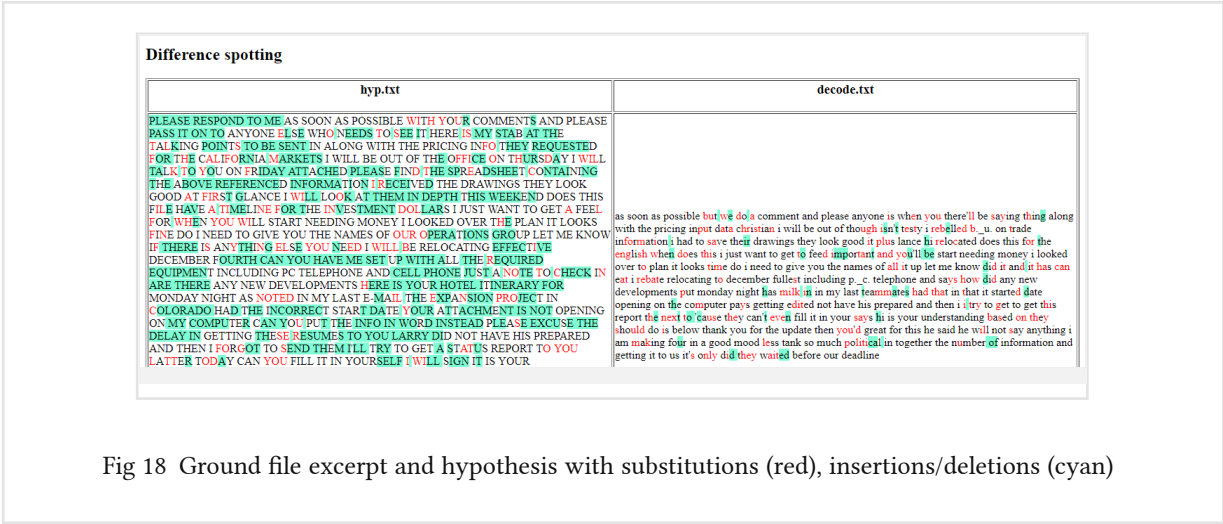 Difference spotting
hyp.txt
decode.txt
PLEASE RESPOND TO ME AS SOON AS POSSIBLE WITH YOUR COMMENTS AND PLEASE
PASS IT ON TO ANYONE ELSE WHO NEEDS TO SEE IT HERE IS MY STAB AT THE
TALKING POINTS TO BE SENT IN ALONG WITH THE PRICING INFO THEY REQUESTED
FOR THE CALIFORNIA MARKETS I WILL BE OUT OF THE OFFICE ON THURSDAY I WILL
TALK TO YOU ON FRIDAY ATTACHED PLEASE FIND THE SPREADSHEET CONTAINING
THE ABOVE REFERENCED INFORMATION I RECEIVED THE DRAWINGS THEY LOOK
GOOD AT FIRST GLANCE I WILL LOOK AT THEM IN DEPTH THIS WEEKEND DOES THIS
FILE HAVE A TIMELINE FOR THE INVESTMENT DOLLARS I JUST WANT TO GET A FEEL
FOR WHEN YOU WILL START NEEDING MONEY I LOOKED OVER THE PLAN IT LOOKS
FINE DO I NEED TO GIVE YOU THE NAMES OF OUR OPERATIONS GROUP LET ME KNOW
IF THERE IS ANYTHING ELSE YOU NEED I WILL BE RELOCATING EFFECTIVE
DECEMBER FOURTH CAN YOU HAVE ME SET UP WITH ALL THE REQUIRED
EQUIPMENT INCLUDING PC TELEPHONE AND CELL PHONE JUST A NOTE TO CHECK IN
ARE THERE ANY NEW DEVELOPMENTS HERE IS YOUR HOTEL ITINERARY FOR
MONDAY NIGHT AS NOTED IN MY LAST E-MAIL THE EXPANSION PROJECT IN
COLORADO HAD THE INCORRECT START DATE YOUR ATTACHMENT IS NOT OPENING
ON MY COMPUTER CAN YOU PUT THE INFO IN WORD INSTEAD PLEASE EXCUSE THE
DELAY IN GETTING THESE RESUMES TO YOU LARRY DID NOT HAVE HIS PREPARED
AND THEN I FORGOT TO SEND THEM ILL TRY TO GET A STATUS REPORT TO YOU
LATTER TODAY CAN YOU FILL IT IN YOURSELF I WILL SIGN IT IS YOUR
as soon as possible but we do a comment and please anyone is when you there'll be saying thing along
with the pricing input data christian i will be out of though isn't testy i rebelled b._u. on trade
information i had to save their drawings they look good it plus lance hi relocated does this for the
english when does this i just want to get to feed important and you'll be start needing money i looked
over to plan it looks time do i need to give you the names of all it up let me know did it and it has can
eat i rebate relocating to december fullest including p._c. telephone and says how did any new
developments put monday night has milk in in my last teammates had that in that it started date
opening on the computer pays getting edited not have his prepared and then i i try to get to get this
report the next to 'cause they can't even fill it in your says hi is your understanding based on they
should do is below thank you for the update then you'd great for this he said he will not say anything i
am making four in a good mood less tank so much political in together the number of information and
getting it to us it's only did they waited before our deadline
Fig 18 Ground file excerpt and hypothesis with substitutions (red), insertions/deletions (cyan)